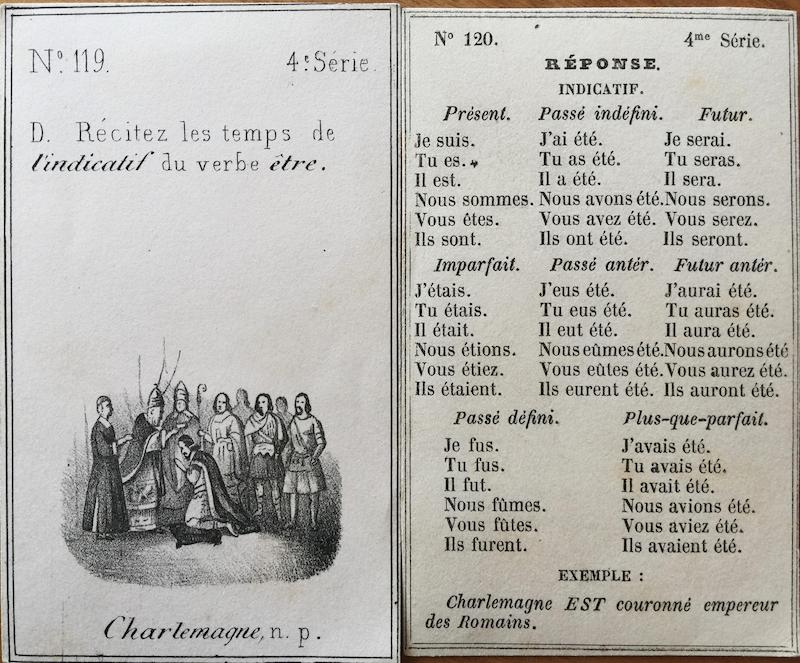 Nº 119. 4e Série.
D. Récitez les temps de
l'indicatif du verbe être.
Charlemagne, n. p.
Nº 120. 4me Série.
RÉPONSE.
INDICATIF.
Présent. Passé indéfini. Futur.
Je suis. J'ai été. Je serai.
Tu es. Tu as été. Tu seras.
Il est. Il a été. Il sera.
Nous sommes. Nous avons été. Nous serons.
Vous êtes. Vous avez été. Vous serez.
Ils sont. Ils ont été. Ils seront.
Imparfait. Passé antér. Futur antér.
J'étais. J'eus été. J'aurai été.
Tu étais. Tu eus été. Tu auras été.
Il était. Il eut été. Il aura été.
Nous étions. Nous eûmes été. Nous aurons été
Vous étiez. Vous eûtes été. Vous aurez été.
Ils étaient. Ils eurent été. Ils auront été.
Passé défini. Plus-que-parfait.
Je fus. J'avais été.
Tu fus. Tu avais été.
Il fut. Il avait été.
Nous fûmes. Nous avions été.
Vous fûtes. Vous aviez été.
Ils furent. Ils avaient été.
EXEMPLE :
Charlemagne EST couronné empereur
des Romains.